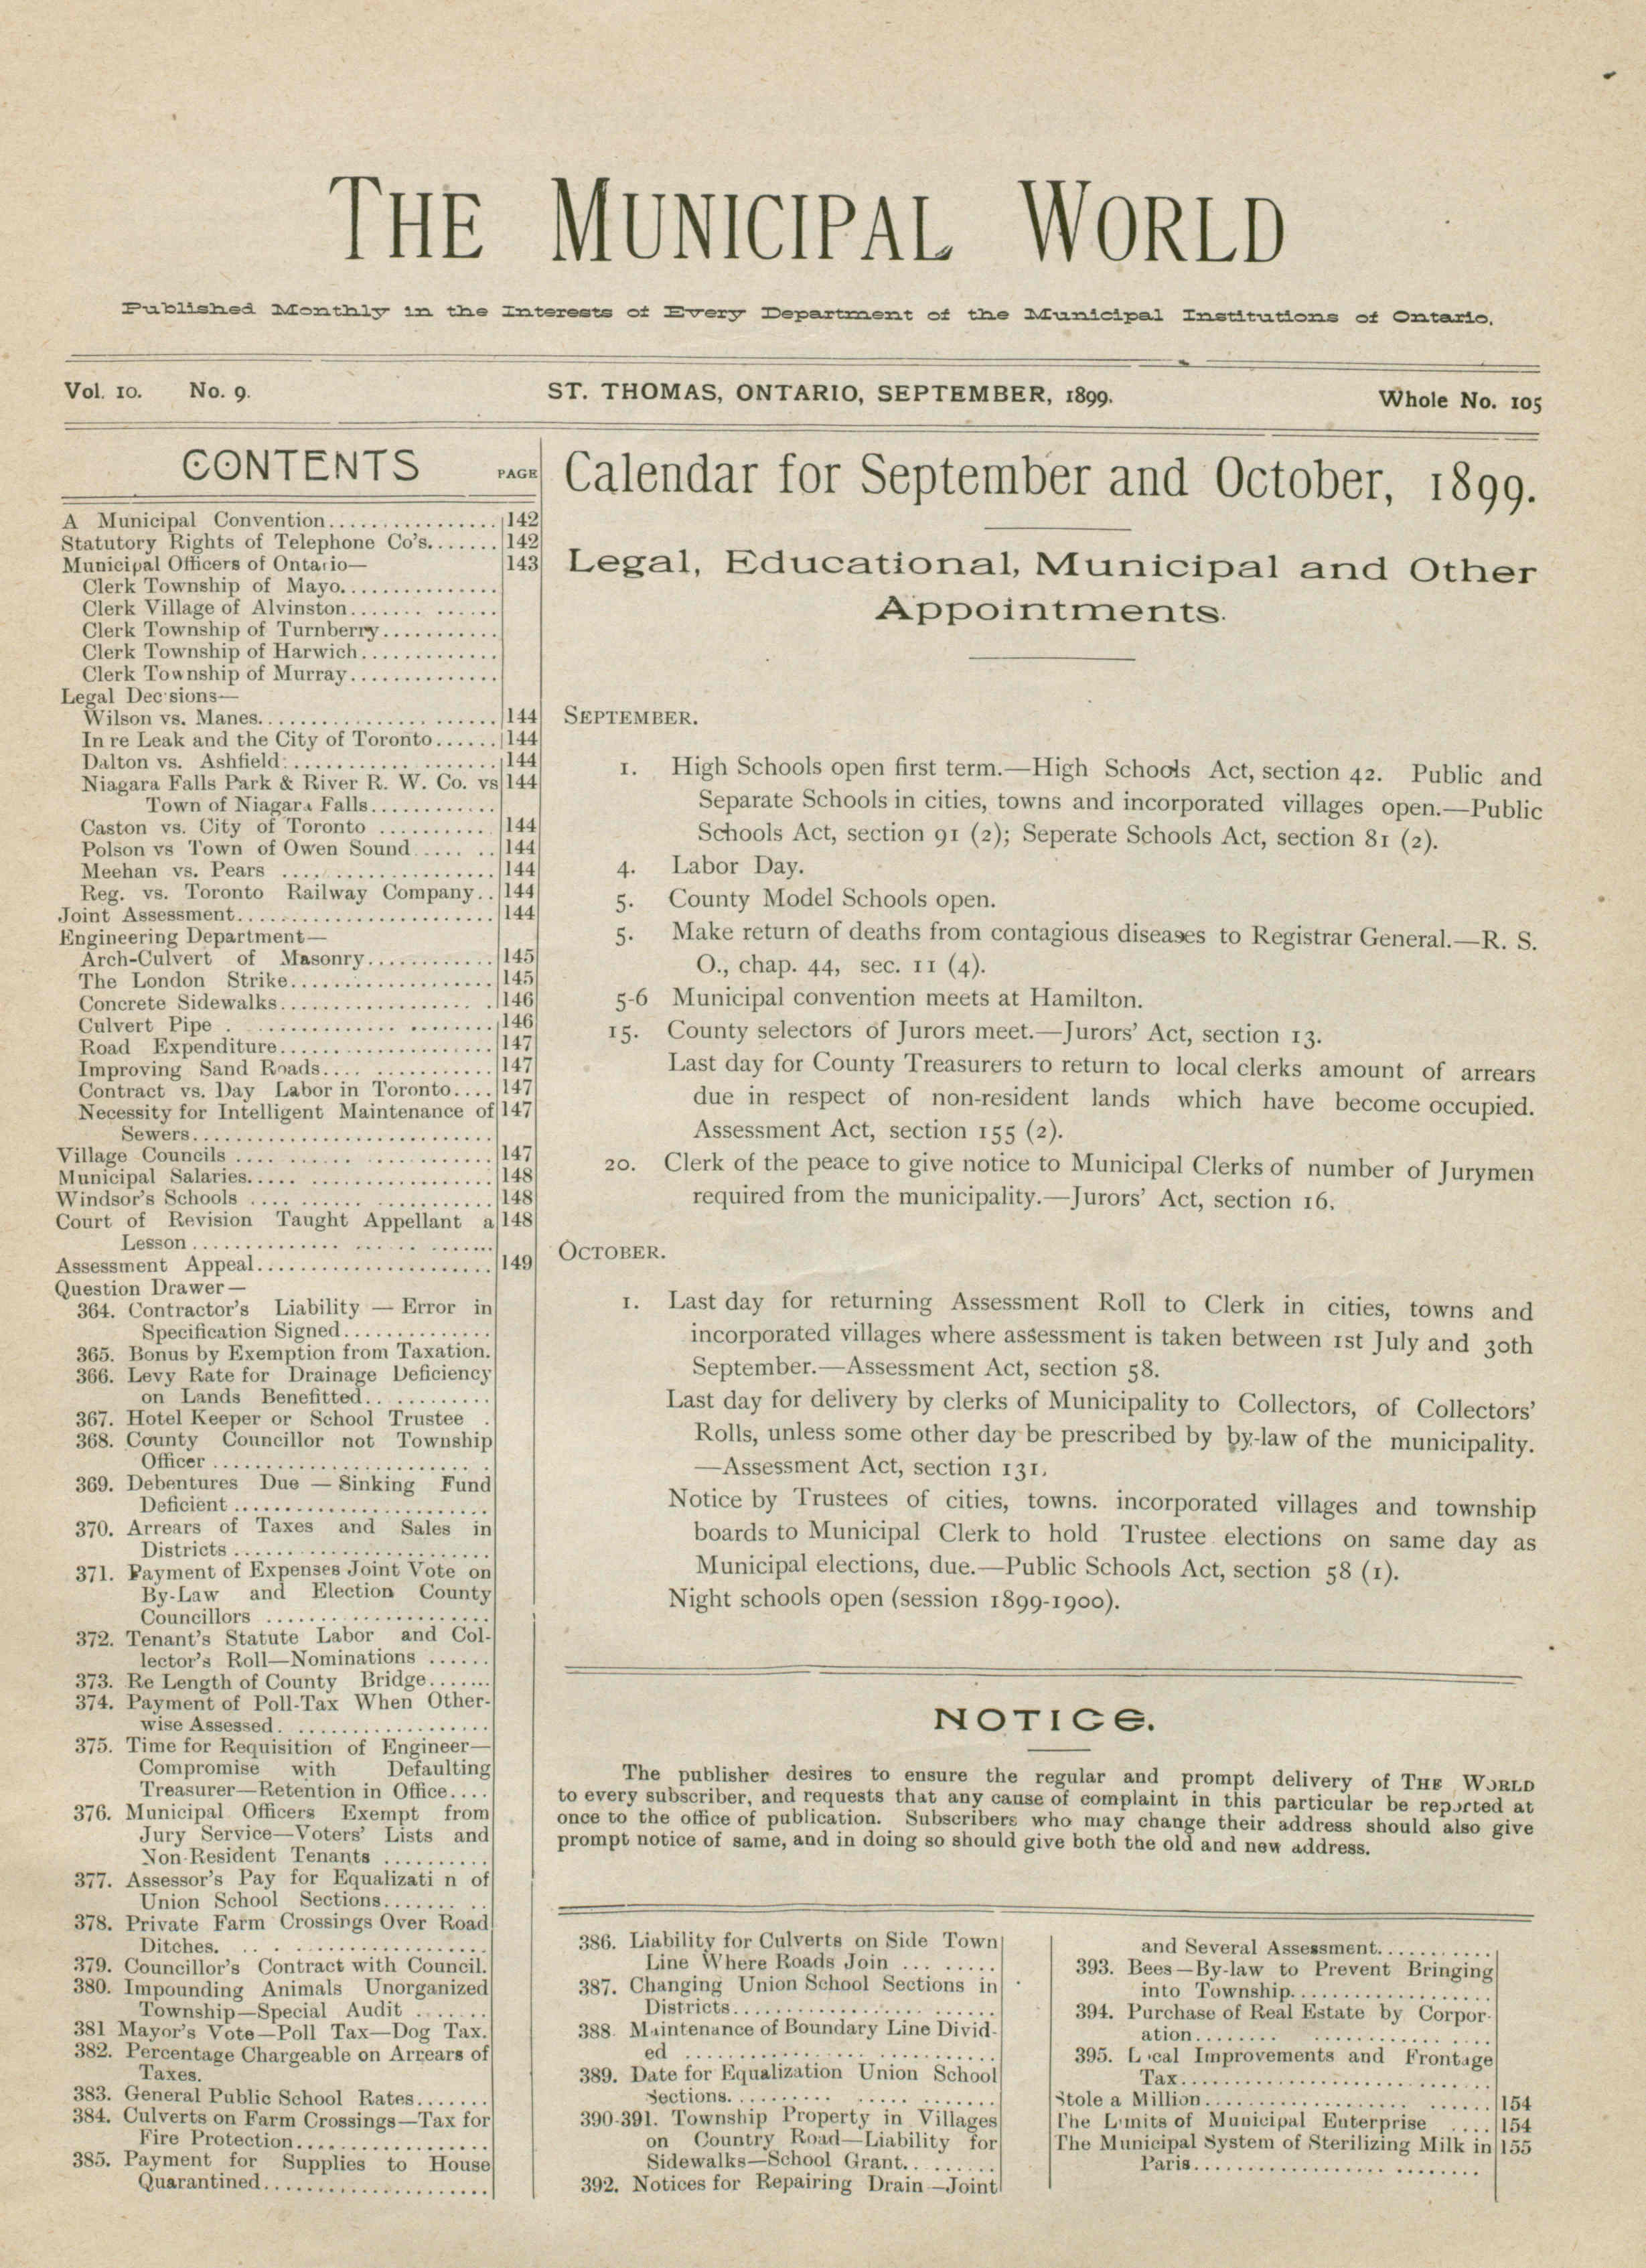 THE MUNICIPAL WORLD
Published Monthly in the Interests of Every Department of the Municipal Institutions of Ontario.
Vol. 10. No. 9. ST. THOMAS, ONTARIO, SEPTEMBER, 1899. Whole No. 105
CONTENTS PAGE
A Municipal Convention................ 142
Statutory Rights of Telephone Co's....... 142
Municipal Officers of Ontario— 143
Clerk Township of Mayo..............
Clerk Village of Alvinston....... ......
Clerk Township of Turnberry...........
Clerk Township of Harwich.............
Clerk Township of Murray..............
Legal Dec sions—
Wilson vs. Manes...................... 144
In re Leak and the City of Toronto...... 144
Dalton vs. Ashfield.................... 144
Niagara Falls Park & River R. W. Co. vs 144
Town of Niagara Falls............
Caston vs. City of Toronto .......... 144
Polson vs Town of Owen Sound..... .. 144
Meehan vs. Pears .................... 144
Reg. vs. Toronto Railway Company.. 144
Joint Assessment........................ 144
Engineering Department—
Arch-Culvert of Masonry............ 145
The London Strike................... 145
Concrete Sidewalks.................. 146
Culvert Pipe . ............. ........ 146
Road Expenditure.................... 147
Improving Sand Roads.... ........... 147
Contract vs. Day Labor in Toronto.... 147
Necessity for Intelligent Maintenance of 147
Sewers............................
Village Councils .... ...... ........... 147
Municipal Salaries..... ................. 148
Windsor's Schools .... ...... ........... 148
Court of Revision Taught Appellant a 148
Lesson.............. ...... ......
Assessment Appeal...................... 149
Question Drawer—
364. Contractor's Liability — Error in
Specification Signed..............
365. Bonus by Exemption from Taxation.
366. Levy Rate for Drainage Deficiency
on Lands Benefitted.. ..........
367. Hotel Keeper or School Trustee .
368. County Councillor not Township
Officer ........................ .
369. Debentures Due — Sinking Fund
Deficient ........................
370. Arrears of Taxes and Sales in
Districts ........................
371. Payment of Expenses Joint Vote on
By-Law and Election County
Councillors .....................
372. Tenant's Statute Labor and Col-
lector's Roll—Nominations ......
373. Re Length of County Bridge.......
374. Payment of Poll-Tax When Other-
wise Assessed. ..................
375. Time for Requisition of Engineer—
Compromise with Defaulting
Treasurer—Retention in Office....
376. Municipal Officers Exempt from
Jury Service—Voters' Lists and
Non-Resident Tenants ..........
377. Assessor's Pay for Equalizati n of
Union School Sections....... ..
378. Private Farm Crossings Over Road
Ditches. .. . ..................
379. Councillor's Contract with Council.
380. Impounding Animals Unorganized
Township—Special Audit .......
381 Mayor's Vote—Poll Tax—Dog Tax.
382. Percentage Chargeable on Arrears of
Taxes.
383. General Public School Rates.......
384. Culverts on Farm Crossings—Tax for
Fire Protection..................
385. Payment for Supplies to House
Quarantined.....................
Calendar for September and October, 1899.
Legal, Educational, Municipal and Other
Appointments.
SEPTEMBER.
1. High Schools open first term.—High Schools Act, section 42. Public and
Separate Schools in cities, towns and incorporated villages open.—Public
Schools Act, section 91 (2); Seperate Schools Act, section 81 (2).
4. Labor Day.
5. County Model Schools open.
5. Make return of deaths from contagious diseases to Registrar General.—R. S.
O., chap. 44, sec. 11 (4).
5-6 Municipal convention meets at Hamilton.
15. County selectors of Jurors meet.—Jurors' Act, section 13.
Last day for County Treasurers to return to local clerks amount of arrears
due in respect of non-resident lands which have become occupied.
Assessment Act, section 155 (2).
20. Clerk of the peace to give notice to Municipal Clerks of number of Jurymen
required from the municipality.—Jurors' Act, section 16.
OCTOBER.
1. Last day for returning Assessment Roll to Clerk in cities, towns and
incorporated villages where assessment is taken between 1st July and 30th
September.—Assessment Act, section 58.
Last day for delivery by clerks of Municipality to Collectors, of Collectors'
Rolls, unless some other day be prescribed by by-law of the municipality.
—Assessment Act, section 131.
Notice by Trustees of cities, towns. incorporated villages and township
boards to Municipal Clerk to hold Trustee elections on same day as
Municipal elections, due.—Public Schools Act, section 58 (1).
Night schools open (session 1899-1900).
NOTICE.
The publisher desires to ensure the regular and prompt delivery of THE WORLD
to every subscriber, and requests that any cause of complaint in this particular be reported at
once to the office of publication. Subscribers who may change their address should also give
prompt notice of same, and in doing so should give both the old and new address.
386. Liability for Culverts on Side Town
Line Where Roads Join ... ......
387. Changing Union School Sections in
Districts........................
388. Maintenance of Boundary Line Divid-
ed ..............................
389. Date for Equalization Union School
Sections.......... ..... .......
390-391. Township Property in Villages
on Country Road—Liability for
Sidewalks—School Grant.. .......
392. Notices for Repairing Drain—Joint
and Several Assessment...........
393. Bees—By-law to Prevent Bringing
into Township...................
394. Purchase of Real Estate by Corpor-
ation........ .............. ....
395. L cal Improvements and Frontage
Tax.............................
Stole a Million...................... ...... 154
The Limits of Municipal Enterprise .... 154
The Municipal System of Sterilizing Milk in 155
Paris.................. ........